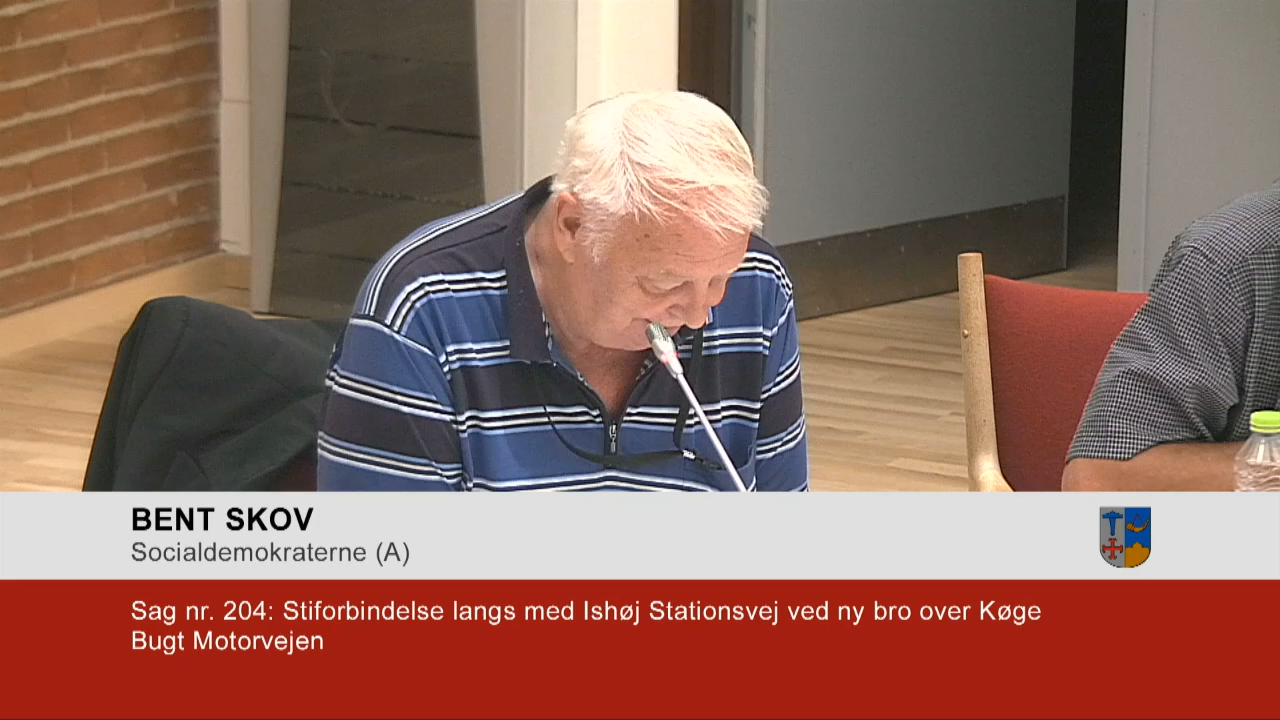 BENT SKOV
Socialdemokraterne (A)
Sag nr. 204: Stiforbindelse langs med Ishøj Stationsvej ved ny bro over Køge
Bugt Motorvejen